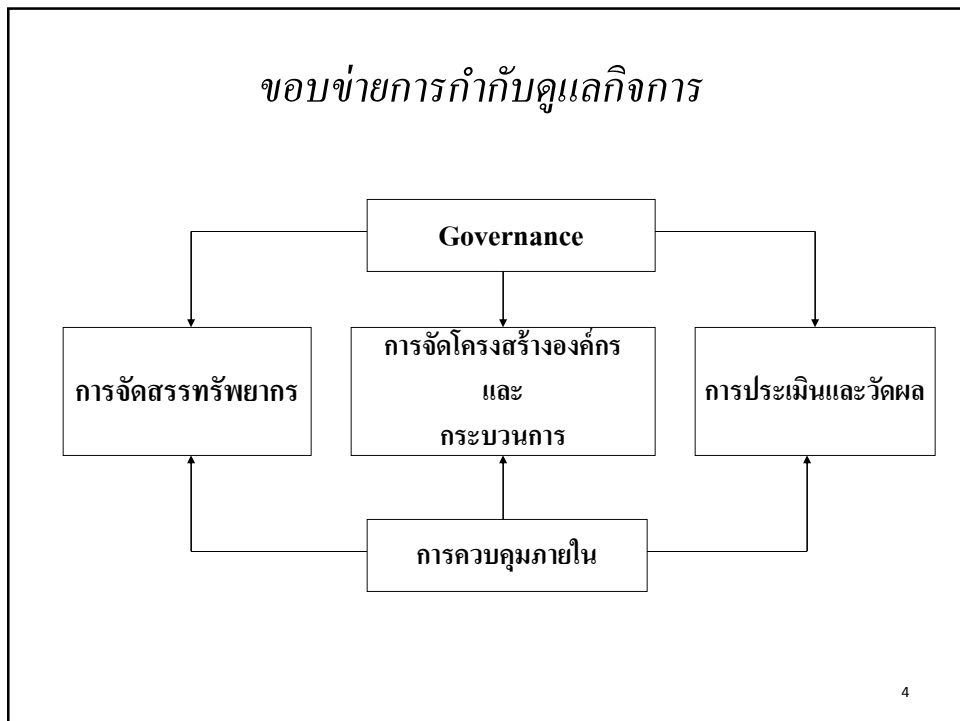 ขอบข่ายการกำกับดูแลกิจการ
Governance
การจัดสรรทรัพยากร
การจัดโครงสร้างองค์กร
และ
กระบวนการ
การประเมินและวัดผล
การควบคุมภายใน
4